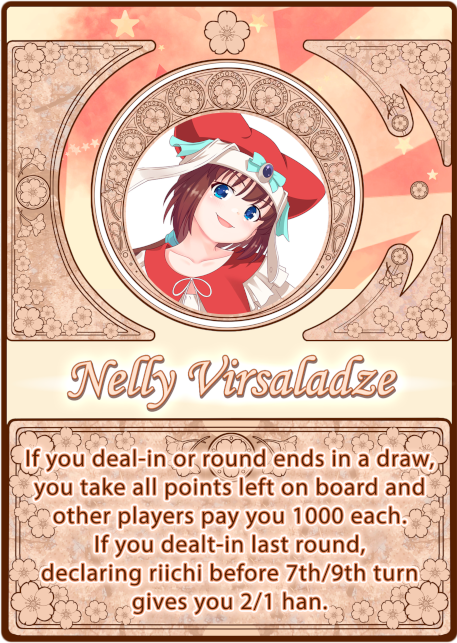 Nelly Virsaladze
If you deal-in or round ends in a draw,
you take all points left on board and
other players pay you 1000 each.
If you dealt-in last round,
declaring riichi before 7th/9th turn
gives you 2/1 han.